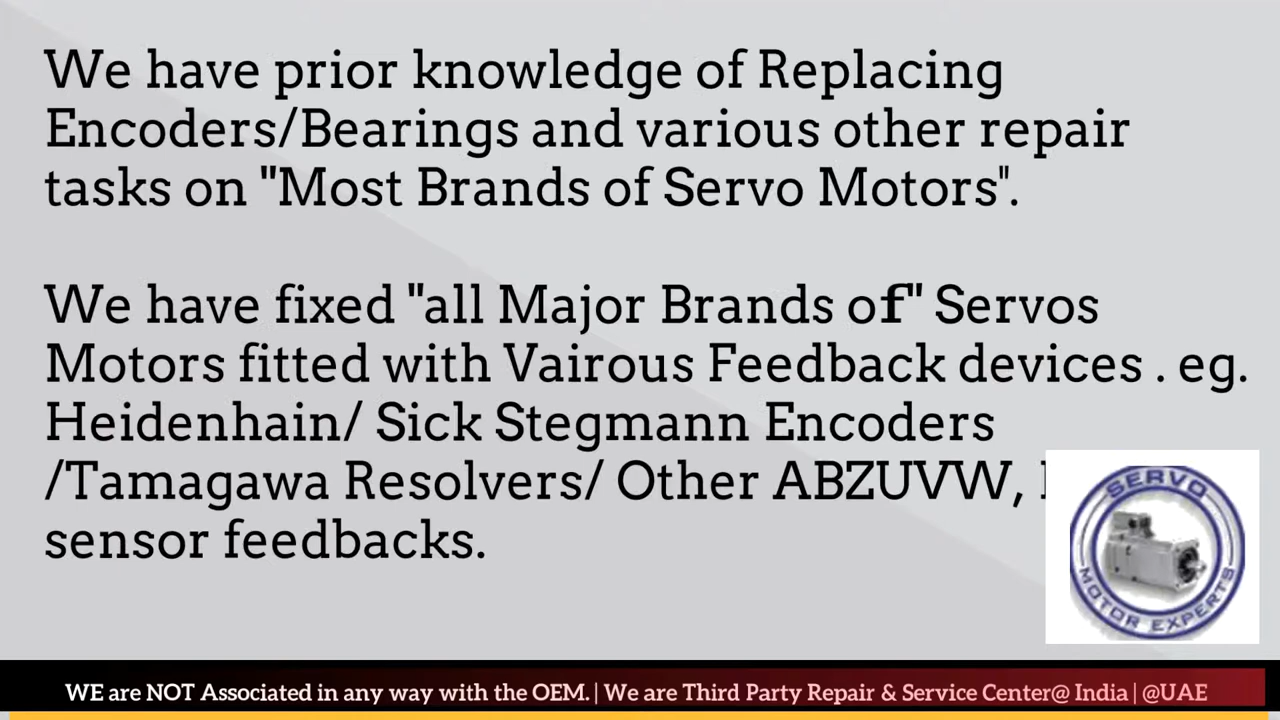 We have prior knowledge of Replacing
Encoders/Bearings and various other repair
tasks on "Most Brands of Servo Motors".
We have fixed "all Major Brands of" Servos
Motors fitted with Vairous Feedback devices . eg.
Heidenhain/ Sick Stegmann Encoders
/Tamagawa Resolvers/ Other ABZUVW,
sensor feedbacks.
SERVO
MOTOR EXPERTS
WE are NOT Associated in any way with the OEM. | We are Third Party Repair & Service Center@ India | @UAE